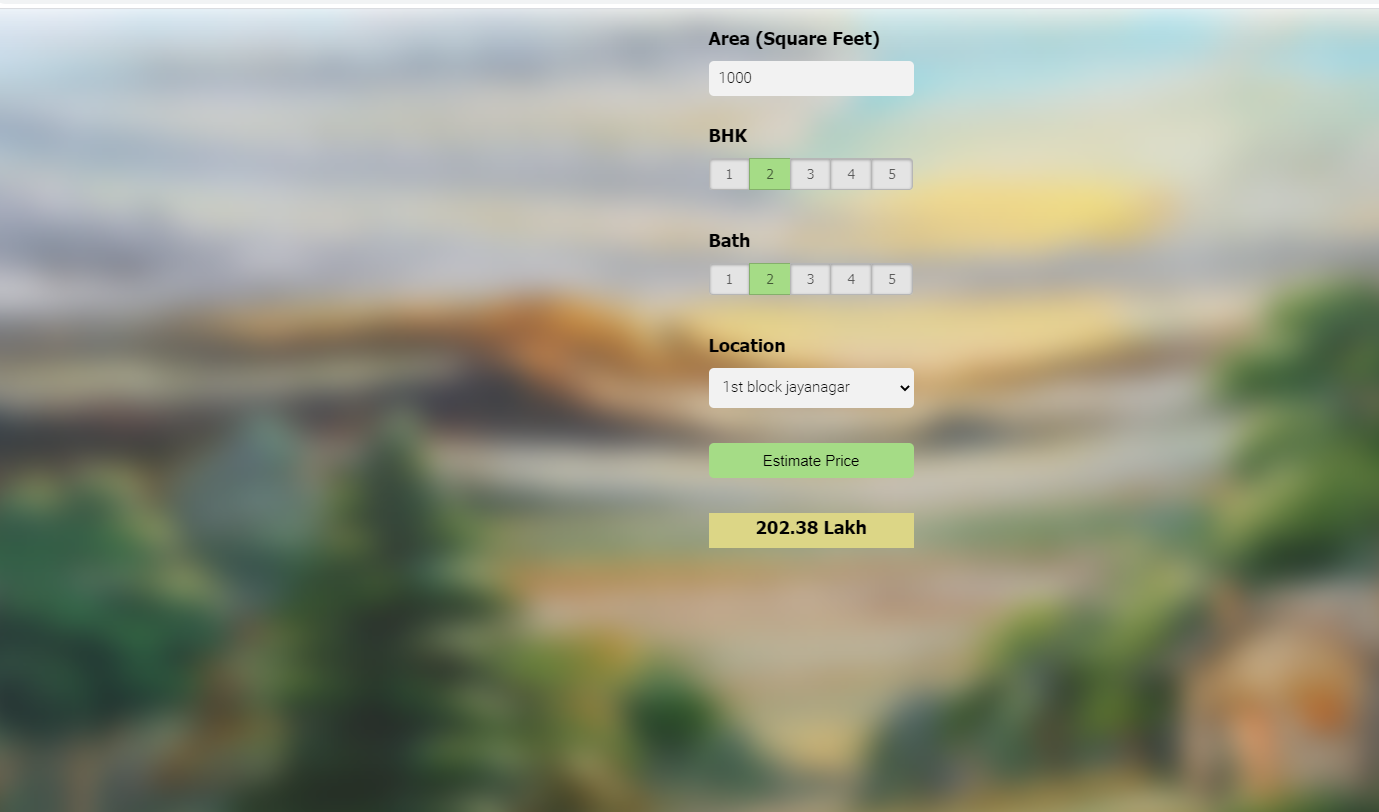 Area (Square Feet)
1000
BHK
1 2 3 4 5
Bath
1 2 3 4 5
Location
1st block jayanagar
Estimate Price
202.38 Lakh